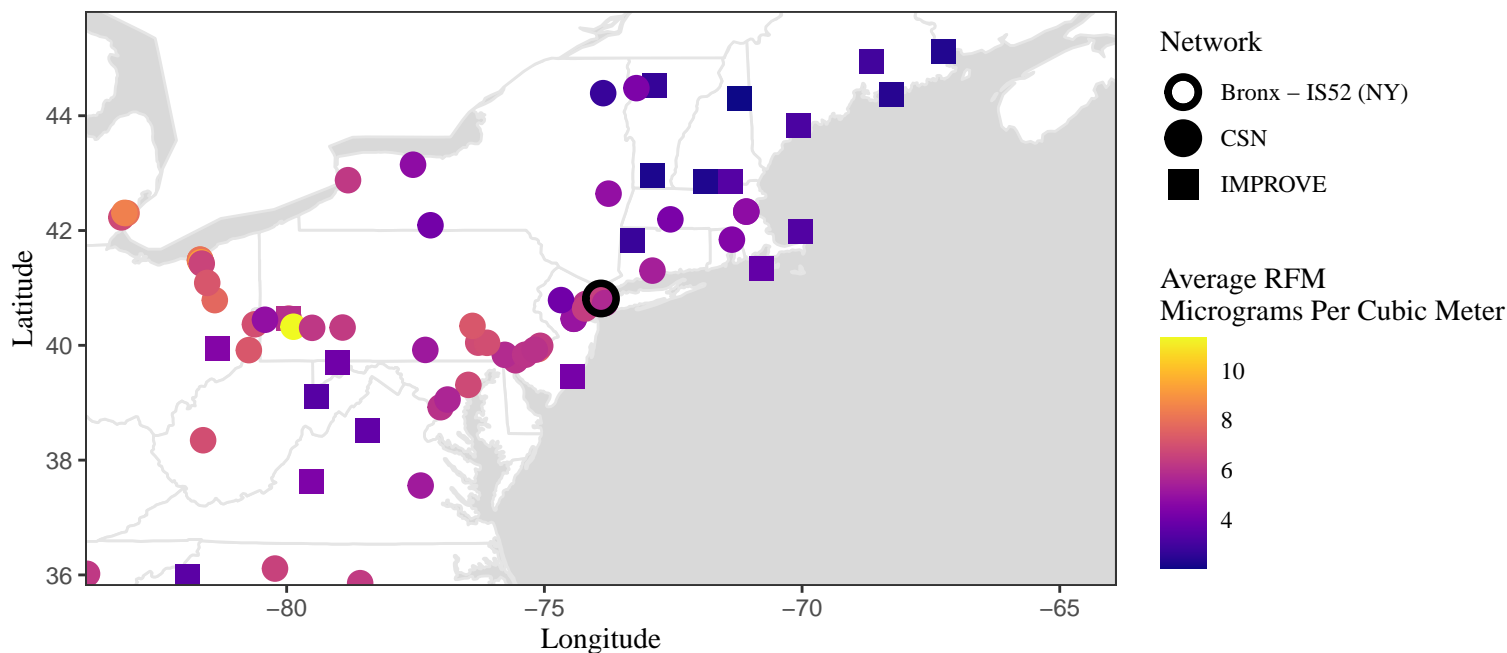 44
42
40
38
36
−80
−75
−70
−65
Longitude
Latitude
Network
Bronx – IS52 (NY)
CSN
IMPROVE
Average RFM
Micrograms Per Cubic Meter
10
8
6
4